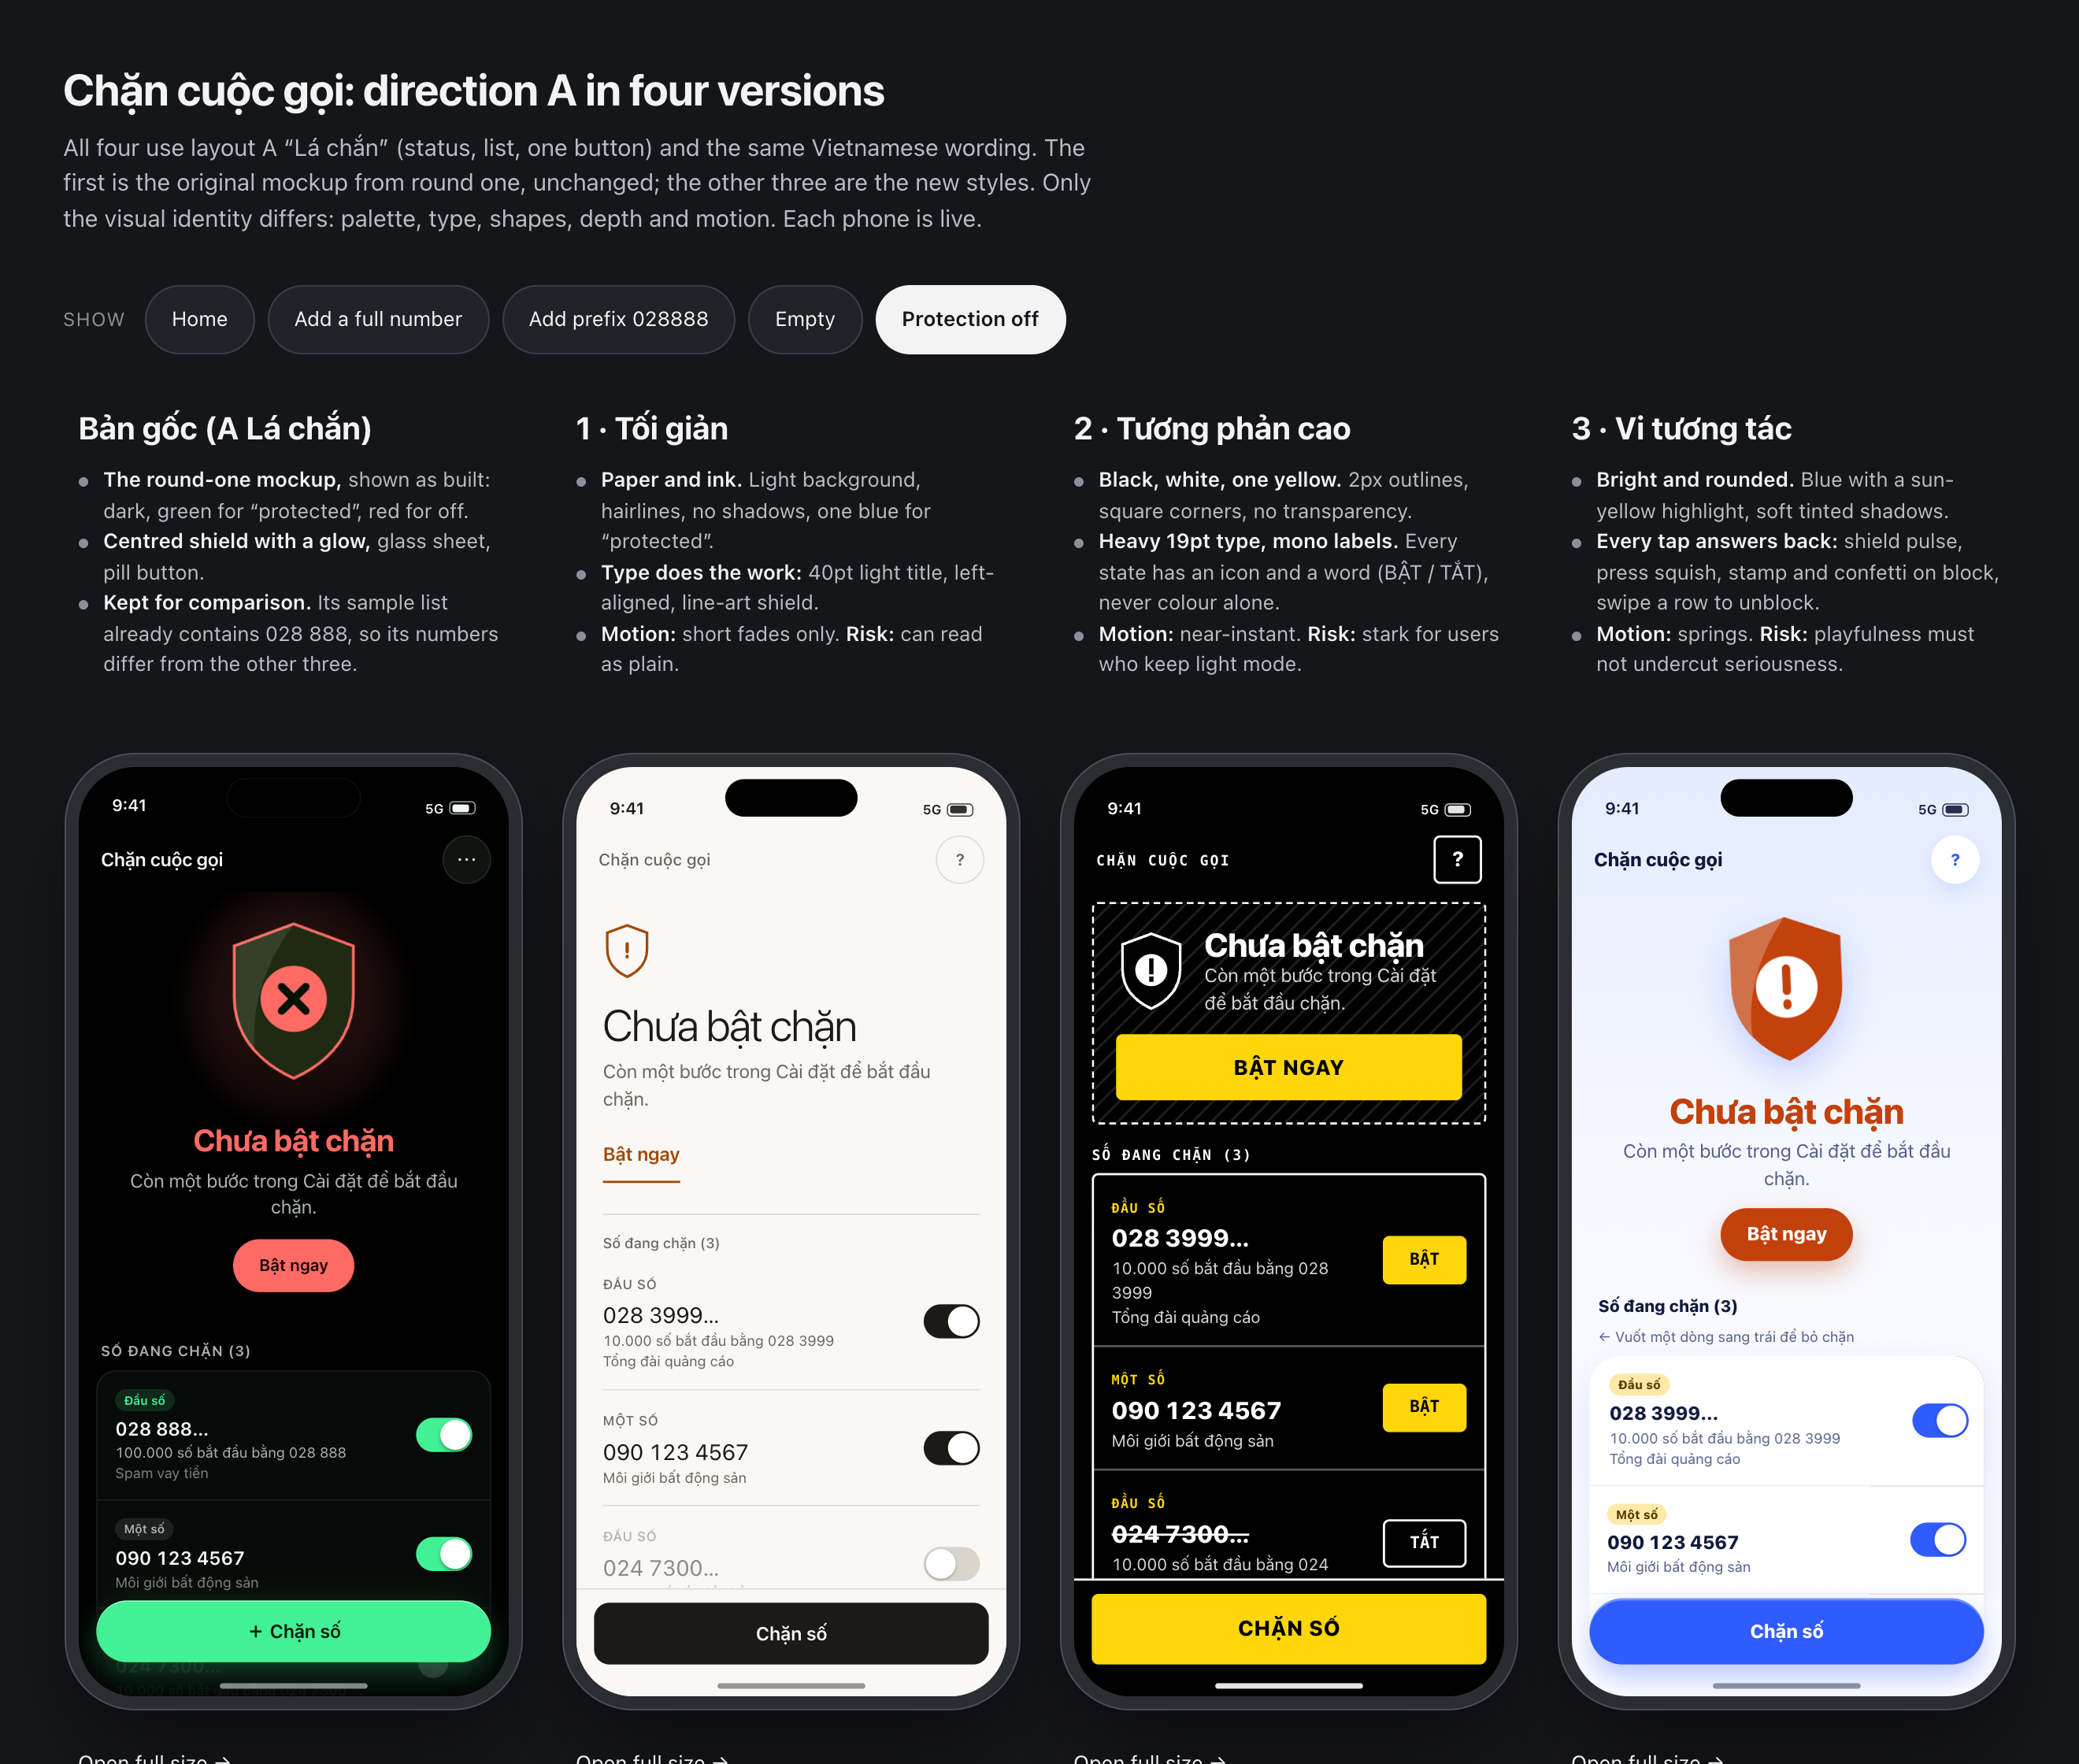 Chặn cuộc gọi: direction A in four versions
All four use layout A “Lá chắn” (status, list, one button) and the same Vietnamese wording. The
first is the original mockup from round one, unchanged; the other three are the new styles. Only
the visual identity differs: palette, type, shapes, depth and motion. Each phone is live.
SHOW
Home
Add a full number
Add prefix 028888
Empty
Protection off
Bản gốc (A Lá chắn)
The round-one mockup, shown as built:
dark, green for “protected”, red for off.
Centred shield with a glow, glass sheet,
pill button.
Kept for comparison. Its sample list
already contains 028 888, so its numbers
differ from the other three.
1 · Tối giản
Paper and ink. Light background,
hairlines, no shadows, one blue for
“protected”.
Type does the work: 40pt light title, left-
aligned, line-art shield.
Motion: short fades only. Risk: can read
as plain.
2 · Tương phản cao
Black, white, one yellow. 2px outlines,
square corners, no transparency.
Heavy 19pt type, mono labels. Every
state has an icon and a word (BẬT / TẮT),
never colour alone.
Motion: near-instant. Risk: stark for users
who keep light mode.
3 · Vi tương tác
Bright and rounded. Blue with a sun-
yellow highlight, soft tinted shadows.
Every tap answers back: shield pulse,
press squish, stamp and confetti on block,
swipe a row to unblock.
Motion: springs. Risk: playfulness must
not undercut seriousness.
9:41
5G
Chặn cuộc gọi
...
Chưa bật chặn
Còn một bước trong Cài đặt để bắt đầu
chặn.
Bật ngay
SỐ ĐANG CHẶN (3)
Đầu số
028 888...
100.000 số bắt đầu bằng 028 888
Spam vay tiền
Một số
090 123 4567
Môi giới bất động sản
+ Chặn số
024 7300...
10.000 số bắt đầu bằng 024 7300
9:41
5G
Chặn cuộc gọi
?
Chưa bật chặn
Còn một bước trong Cài đặt để bắt đầu
chặn.
Bật ngay
Số đang chặn (3)
ĐẦU SỐ
028 3999...
10.000 số bắt đầu bằng 028 3999
Tổng đài quảng cáo
MỘT SỐ
090 123 4567
Môi giới bất động sản
ĐẦU SỐ
024 7300...
Chặn số
9:41
5G
CHẶN CUỘC GỌI
?
Chưa bật chặn
Còn một bước trong Cài đặt
để bắt đầu chặn.
BẬT NGAY
SỐ ĐANG CHẶN (3)
ĐẦU SỐ
028 3999...
10.000 số bắt đầu bằng 028
3999
Tổng đài quảng cáo
BẬT
MỘT SỐ
090 123 4567
Môi giới bất động sản
BẬT
ĐẦU SỐ
024 7300...
10.000 số bắt đầu bằng 024
TẮT
CHẶN SỐ
9:41
5G
Chặn cuộc gọi
?
Chưa bật chặn
Còn một bước trong Cài đặt để bắt đầu
chặn.
Bật ngay
Số đang chặn (3)
← Vuốt một dòng sang trái để bỏ chặn
Đầu số
028 3999...
10.000 số bắt đầu bằng 028 3999
Tổng đài quảng cáo
Một số
090 123 4567
Môi giới bất động sản
Chặn số
Open full size →
Open full size →
Open full size →
Open full size →